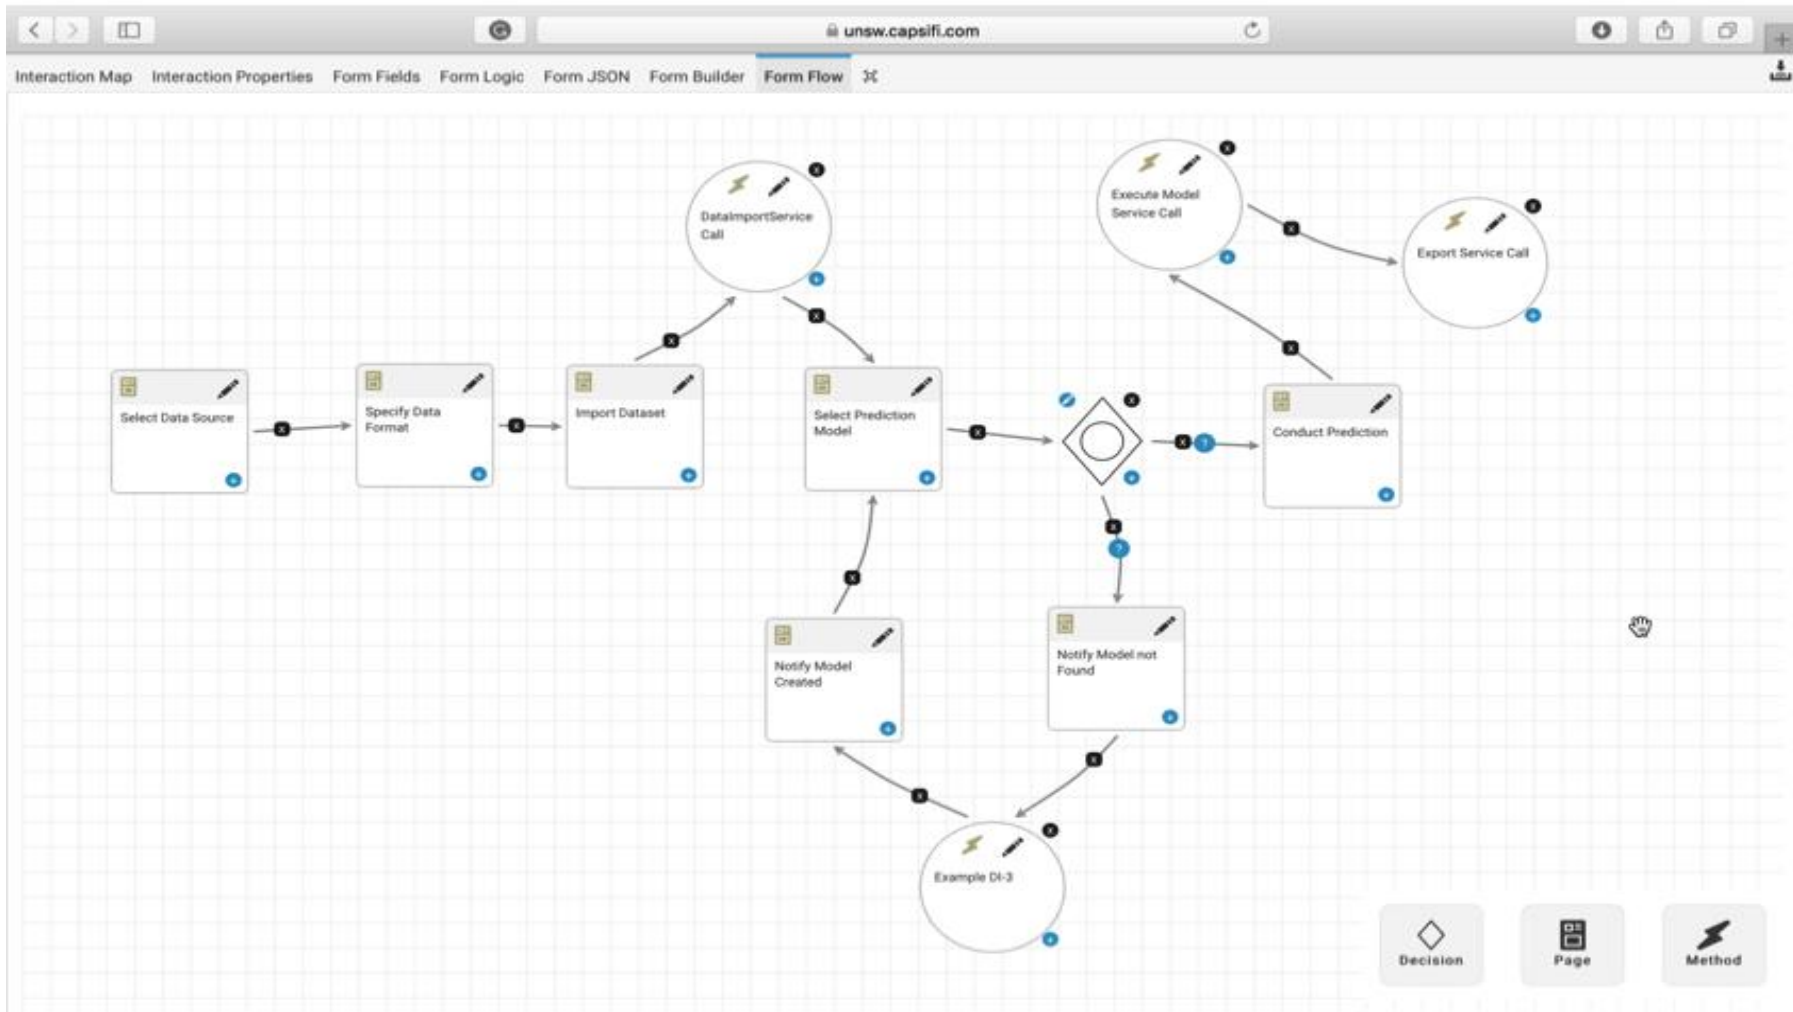 unsw.capsifi.com
Interaction Map Interaction Properties Form Fields Form Logic Form JSON Form Builder Form Flow
DataImportService
Call
Execute Model
Service Call
Export Service Call
Select Data Source
Specify Data
Format
Import Dataset
Select Prediction
Model
Conduct Prediction
Notify Model
Created
Notify Model not
Found
Example DI-3
Decision
Page
Method